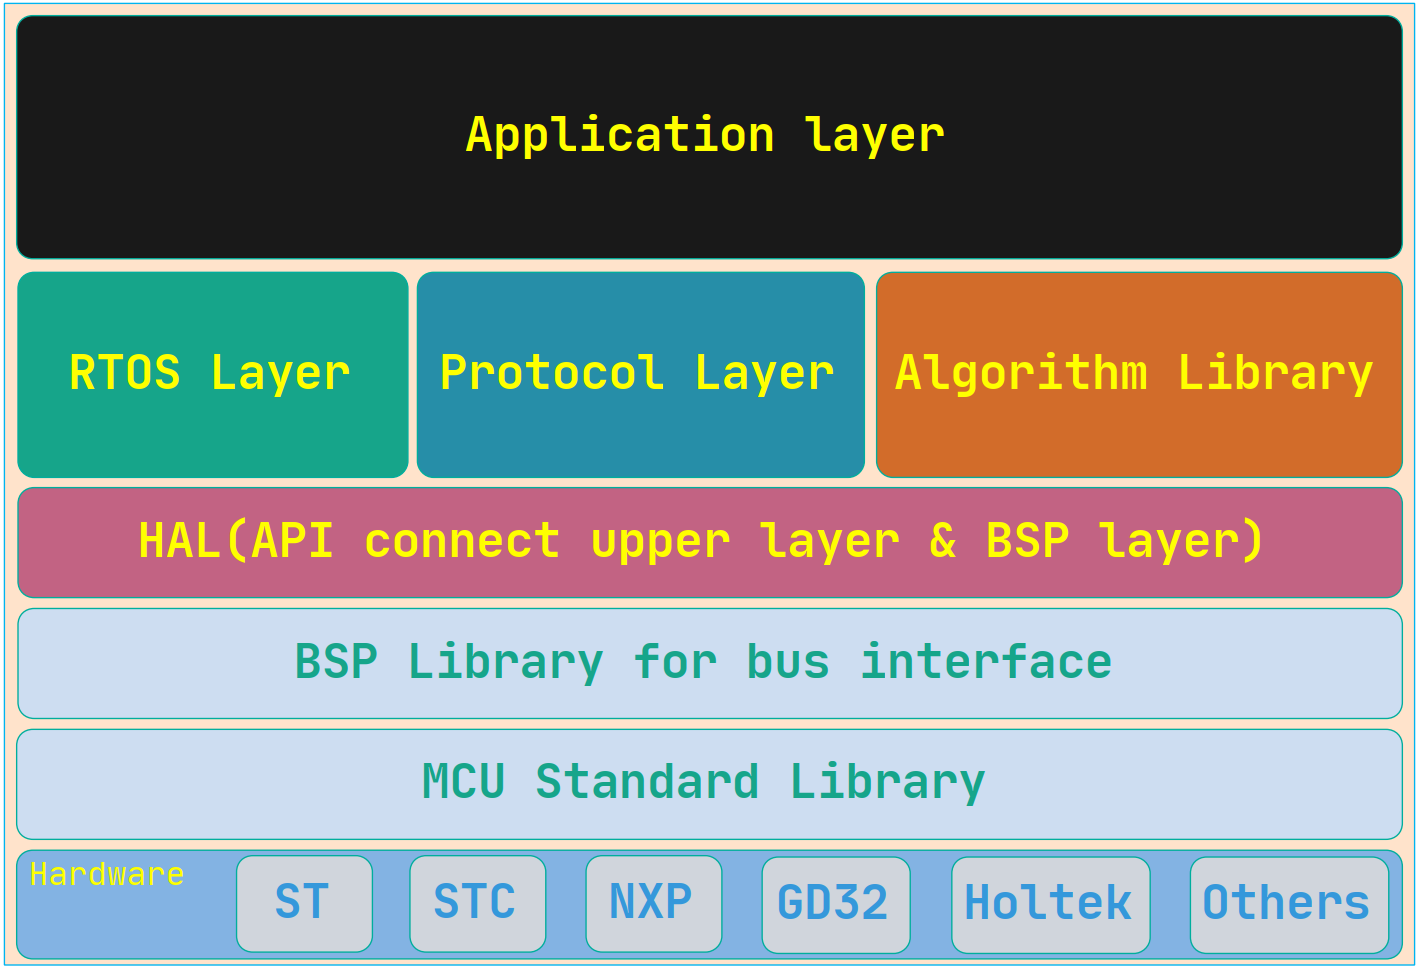 Application layer
RTOS Layer
Protocol Layer
Algorithm Library
HAL(API connect upper layer & BSP layer)
BSP Library for bus interface
MCU Standard Library
Hardware
ST
STC
NXP
GD32
Holtek
Others